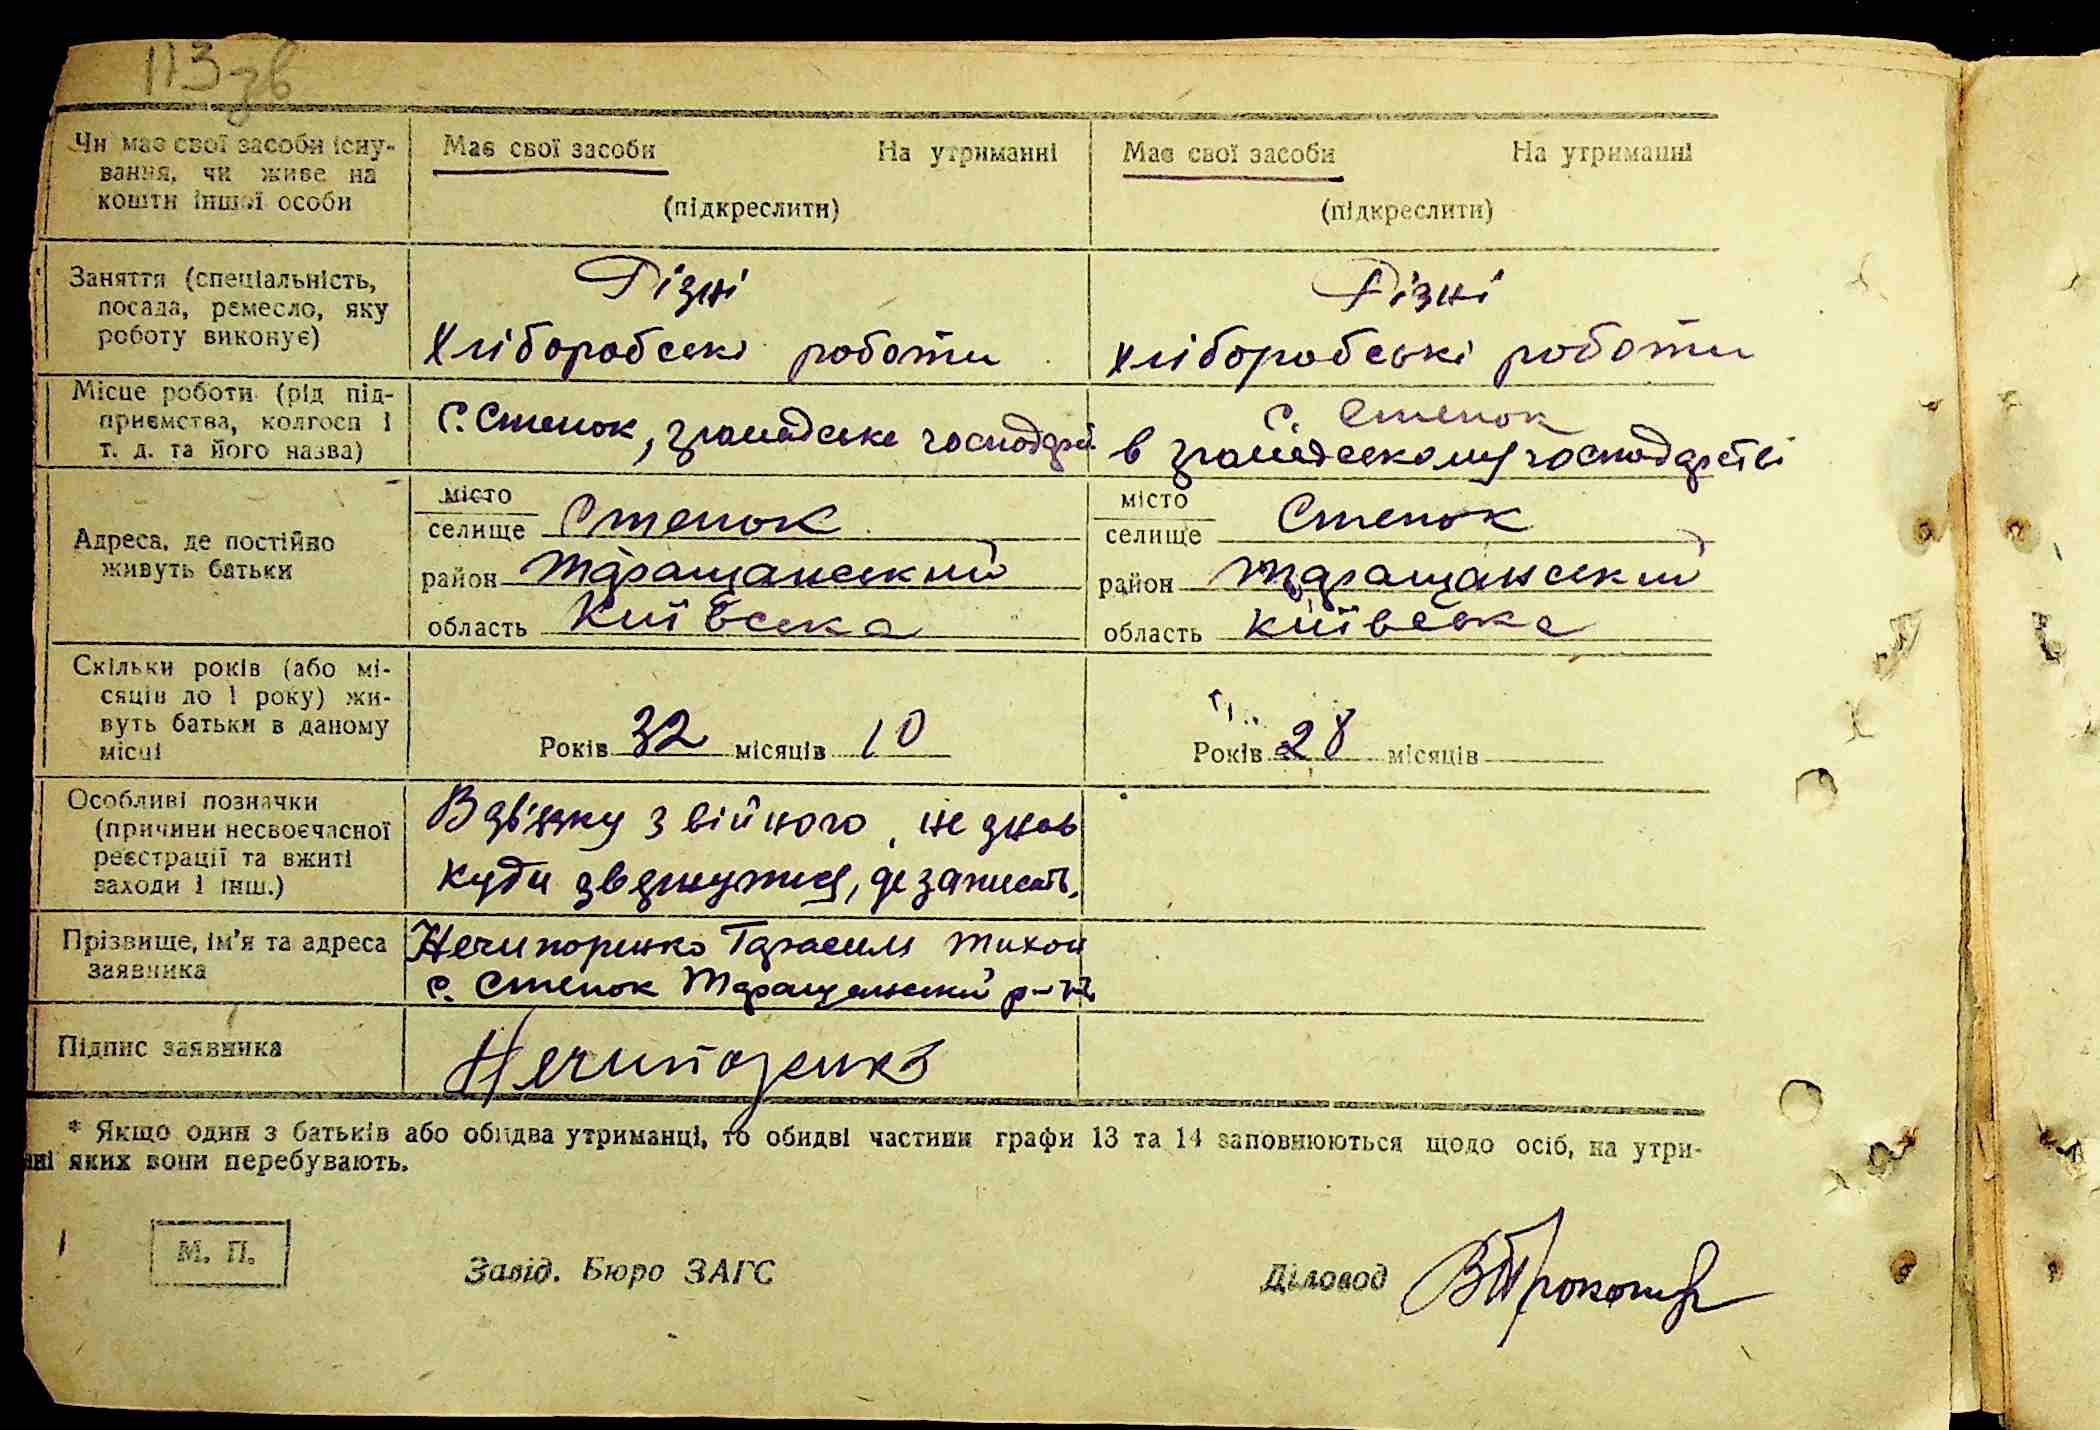 113 зв
Чи має свої засоби існу-
вання, чи живе на
кошти іншої особи
Має свої засоби На утриманні
(підкреслити)
Має свої засоби На утриманні
(підкреслити)
Заняття (спеціальність,
посада, ремесло, яку
роботу виконує)
Різні
Хліборобські роботи
Різні
хліборобські роботи
Місце роботи (рід під-
приємства, колгосп і
т. д. та його назва)
с. Степок, громадське господар
с. Степок
в громадському господарстві
Адреса, де постійно
живуть батьки
місто
селище Степок
район Таращанський
область Київська
місто
селище Степок
район Таращанський
область Київська
Скільки років (або мі-
сяців до 1 року) жи-
вуть батьки в даному
місці
Років 32 місяців 10
Років 28 місяців
Особливі позначки
(причини несвоєчасної
реєстрації та вжиті
заходи і інш.)
В звʼязку з війною, не знав
куди звернутися, де записать.
Прізвище, ім'я та адреса
заявника
Нечипоренко Тихон
с. Степок Таращанський р-н
Підпис заявника
Нечипоренко
* Якщо один з батьків або обидва утриманці, то обидві частини графи 13 та 14 заповнюються щодо осіб, на утри-
нні яких вони перебувають.
М. П.
Завід. Бюро ЗАГС
Діловод